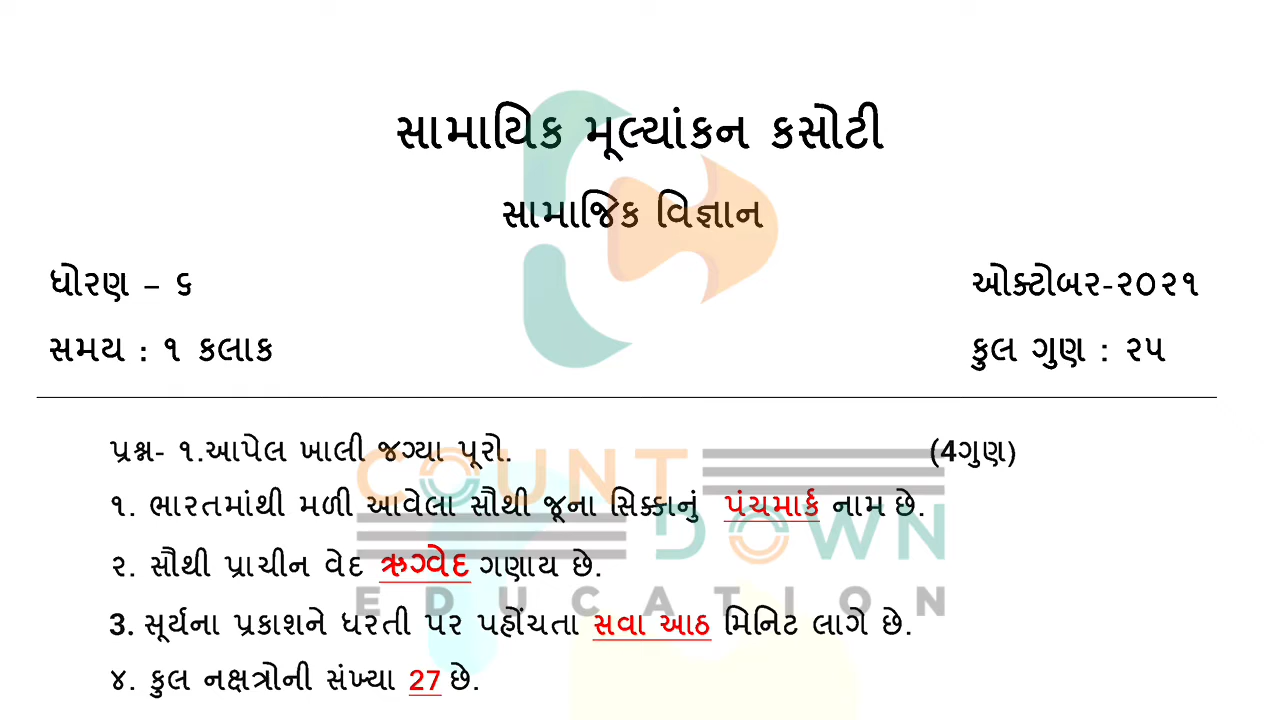 સામાયિક મૂલ્યાંકન કસોટી
સામાજિક વિજ્ઞાન
ધોરણ – ૬
ઓક્ટોબર-૨૦૨૧
સમય : ૧ કલાક
કુલ ગુણ : ૨૫
પ્રશ્ન- ૧.આપેલ ખાલી જગ્યા પૂરો. (4ગુણ)
૧. ભારતમાંથી મળી આવેલા સૌથી જૂના સિક્કાનું પંચમાર્ક નામ છે.
૨. સૌથી પ્રાચીન વેદ ઋગ્વેદ ગણાય છે.
3. સૂર્યના પ્રકાશને ધરતી પર પહોંચતા સવા આઠ મિનિટ લાગે છે.
૪. કુલ નક્ષત્રોની સંખ્યા 27 છે.
COUNT
DOWN
EDUCATION